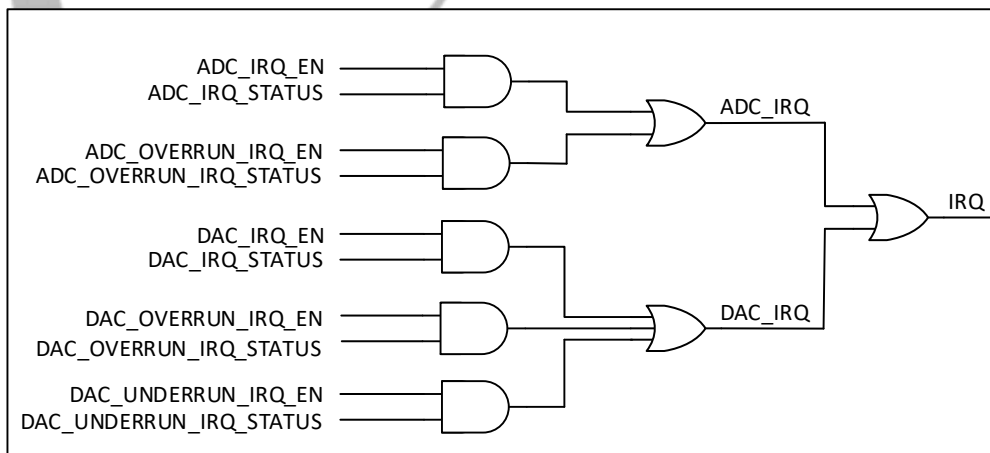 ADC_IRQ_EN
ADC_IRQ_STATUS
ADC_IRQ
ADC_OVERRUN_IRQ_EN
ADC_OVERRUN_IRQ_STATUS
IRQ
DAC_IRQ_EN
DAC_IRQ_STATUS
DAC_IRQ
DAC_OVERRUN_IRQ_EN
DAC_OVERRUN_IRQ_STATUS
DAC_UNDERRUN_IRQ_EN
DAC_UNDERRUN_IRQ_STATUS